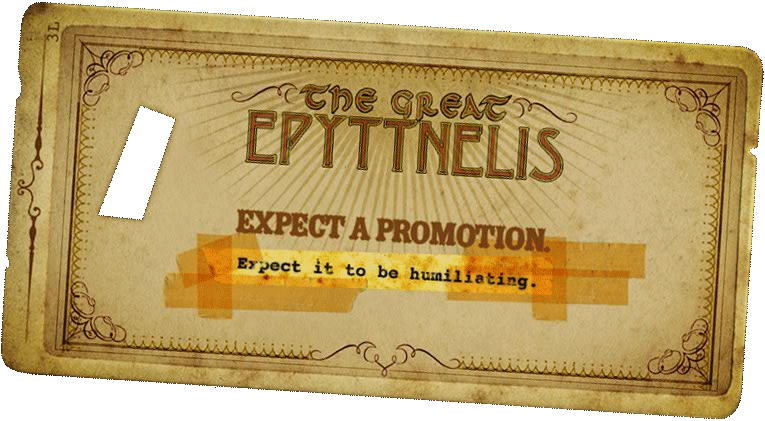 3L
THE GREAT
EPYTTNELIS
EXPECT A PROMOTION.
Expect it to be humiliating.